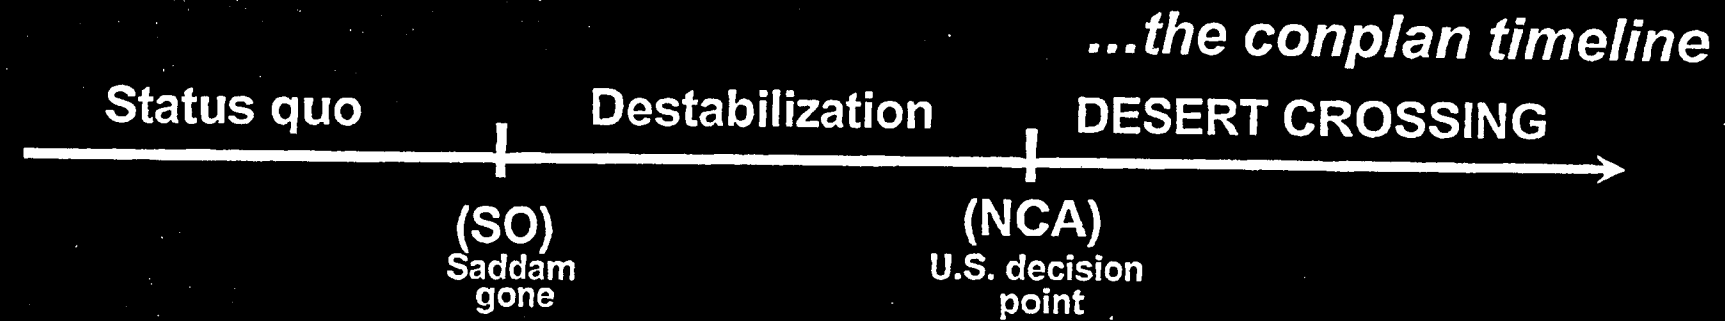 ...the conplan timeline
Status quo
Destabilization
DESERT CROSSING
(SO)
Saddam
gone
(NCA)
U.S. decision
point